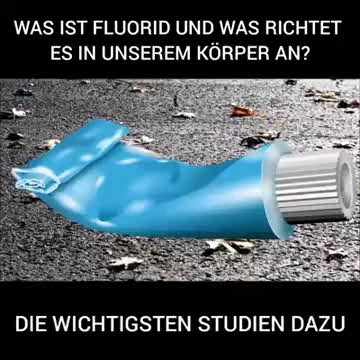 WAS IST FLUORID UND WAS RICHTET
ES IN UNSEREM KÖRPER AN?
DIE WICHTIGSTEN STUDIEN DAZU